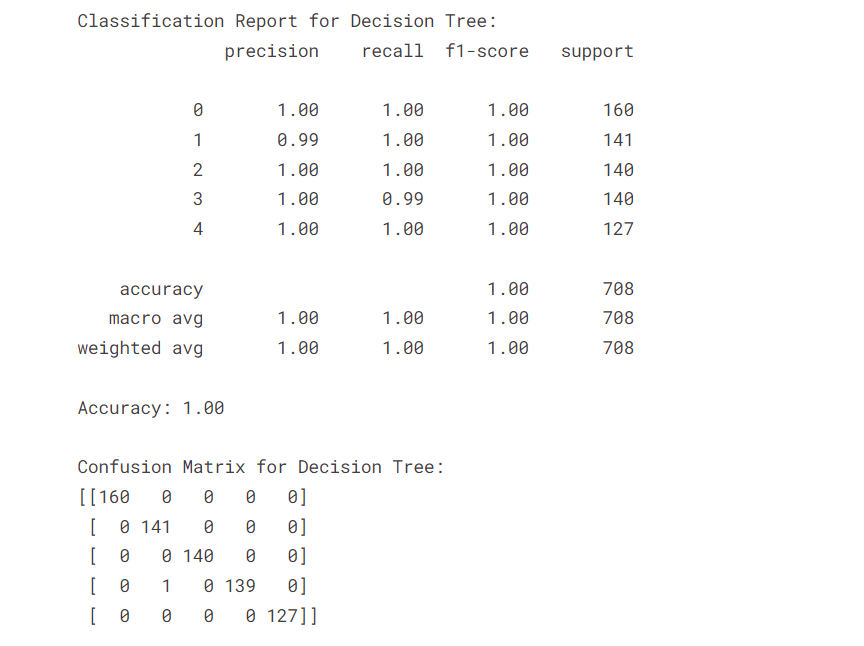 Classification Report for Decision Tree:
precision recall f1-score support
0 1.00 1.00 1.00 160
1 0.99 1.00 1.00 141
2 1.00 1.00 1.00 140
3 1.00 0.99 1.00 140
4 1.00 1.00 1.00 127
accuracy 1.00 708
macro avg 1.00 1.00 1.00 708
weighted avg 1.00 1.00 1.00 708
Accuracy: 1.00
Confusion Matrix for Decision Tree:
[[160 0 0 0 0]
[ 0 141 0 0 0]
[ 0 0 140 0 0]
[ 0 1 0 139 0]
[ 0 0 0 0 127]]